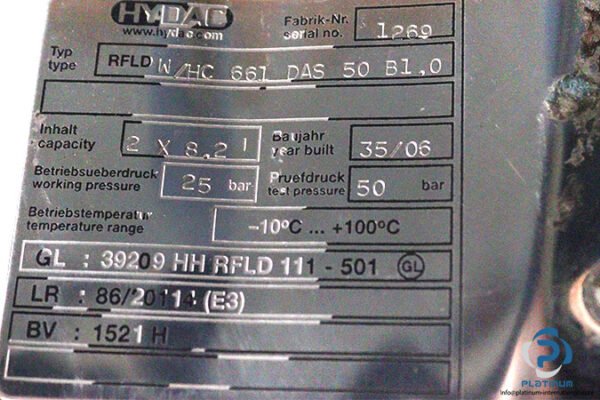 HYDAC
www.hydac.com
Fabrik-Nr.
serial no. 1269
Typ
type
RFLD W/HC 661 DAS 50 B1,0
Inhalt
capacity
2 X 8,2 l
Baujahr
year built
35/06
Betriebsueberdruck
working pressure
25 bar
Pruefdruck
test pressure
50 bar
Betriebstemperatur
temperature range
-10ºC ... +100ºC
GL : 39209 HH RFLD 111 - 501 GL
LR : 86/20114 (E3)
BV : 1521 H
PLATINUM